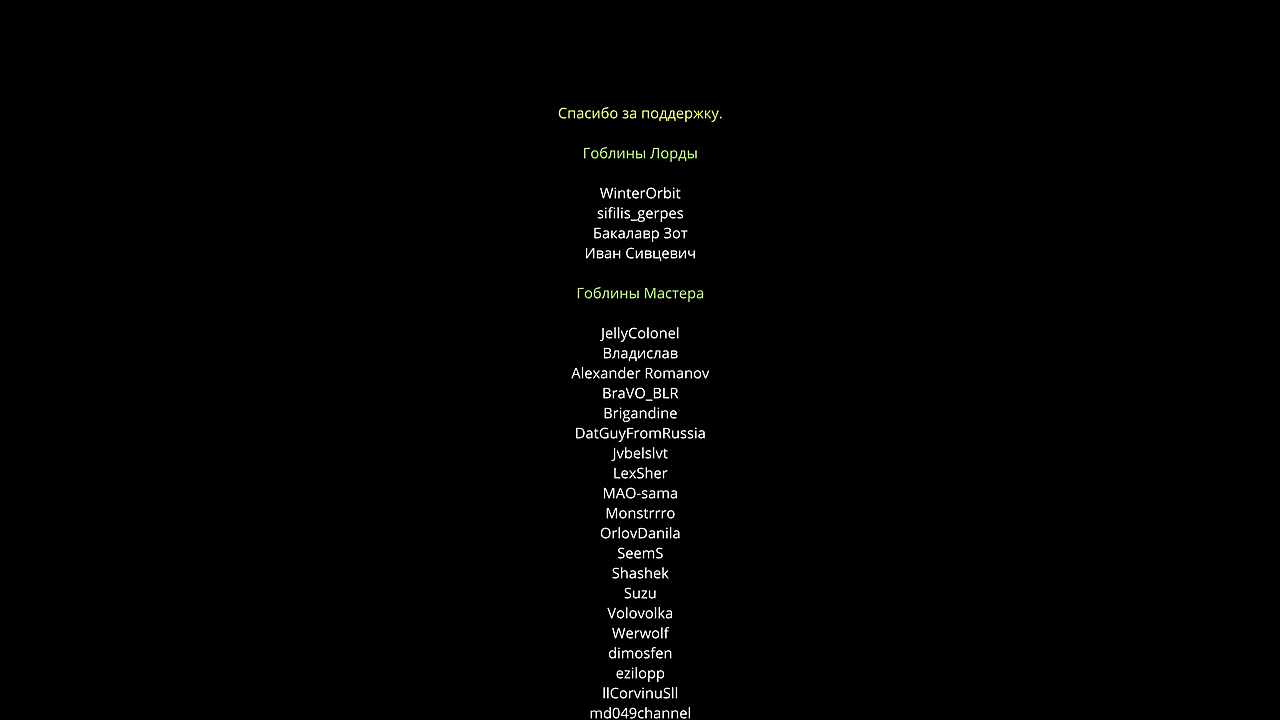 Спасибо за поддержку.
Гоблины Лорды
WinterOrbit
sifilis_gerpes
Бакалавр Зот
Иван Сивцевич
Гоблины Мастера
JellyColonel
Владислав
Alexander Romanov
BraVO_BLR
Brigandine
DatGuyFromRussia
Jvbelslvt
LexSher
MAO-sama
Monstrrro
OrlovDanila
SeemS
Shashek
Suzu
Volovolka
Werwolf
dimosfen
ezilopp
llCorvinuSll
md049channel